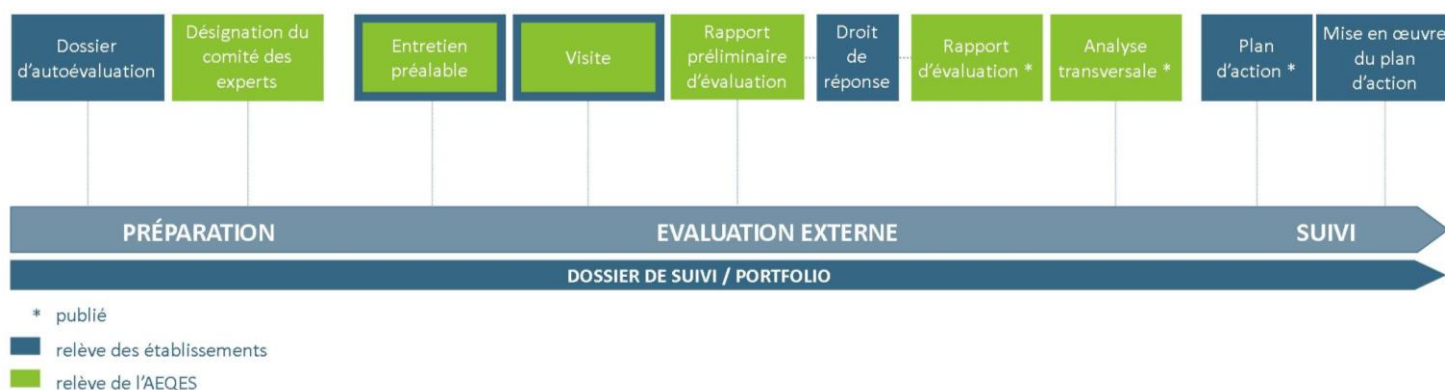 Dossier
d'autoévaluation
Désignation du
comité des
experts
Entretien
préalable
Visite
Rapport
préliminaire
d'évaluation
Droit
de
réponse
Rapport
d'évaluation *
Analyse
transversale *
Plan
d'action *
Mise en œuvre
du plan
d'action
PRÉPARATION
EVALUATION EXTERNE
SUIVI
DOSSIER DE SUIVI / PORTFOLIO
* publié
relève des établissements
relève de l'AEQES